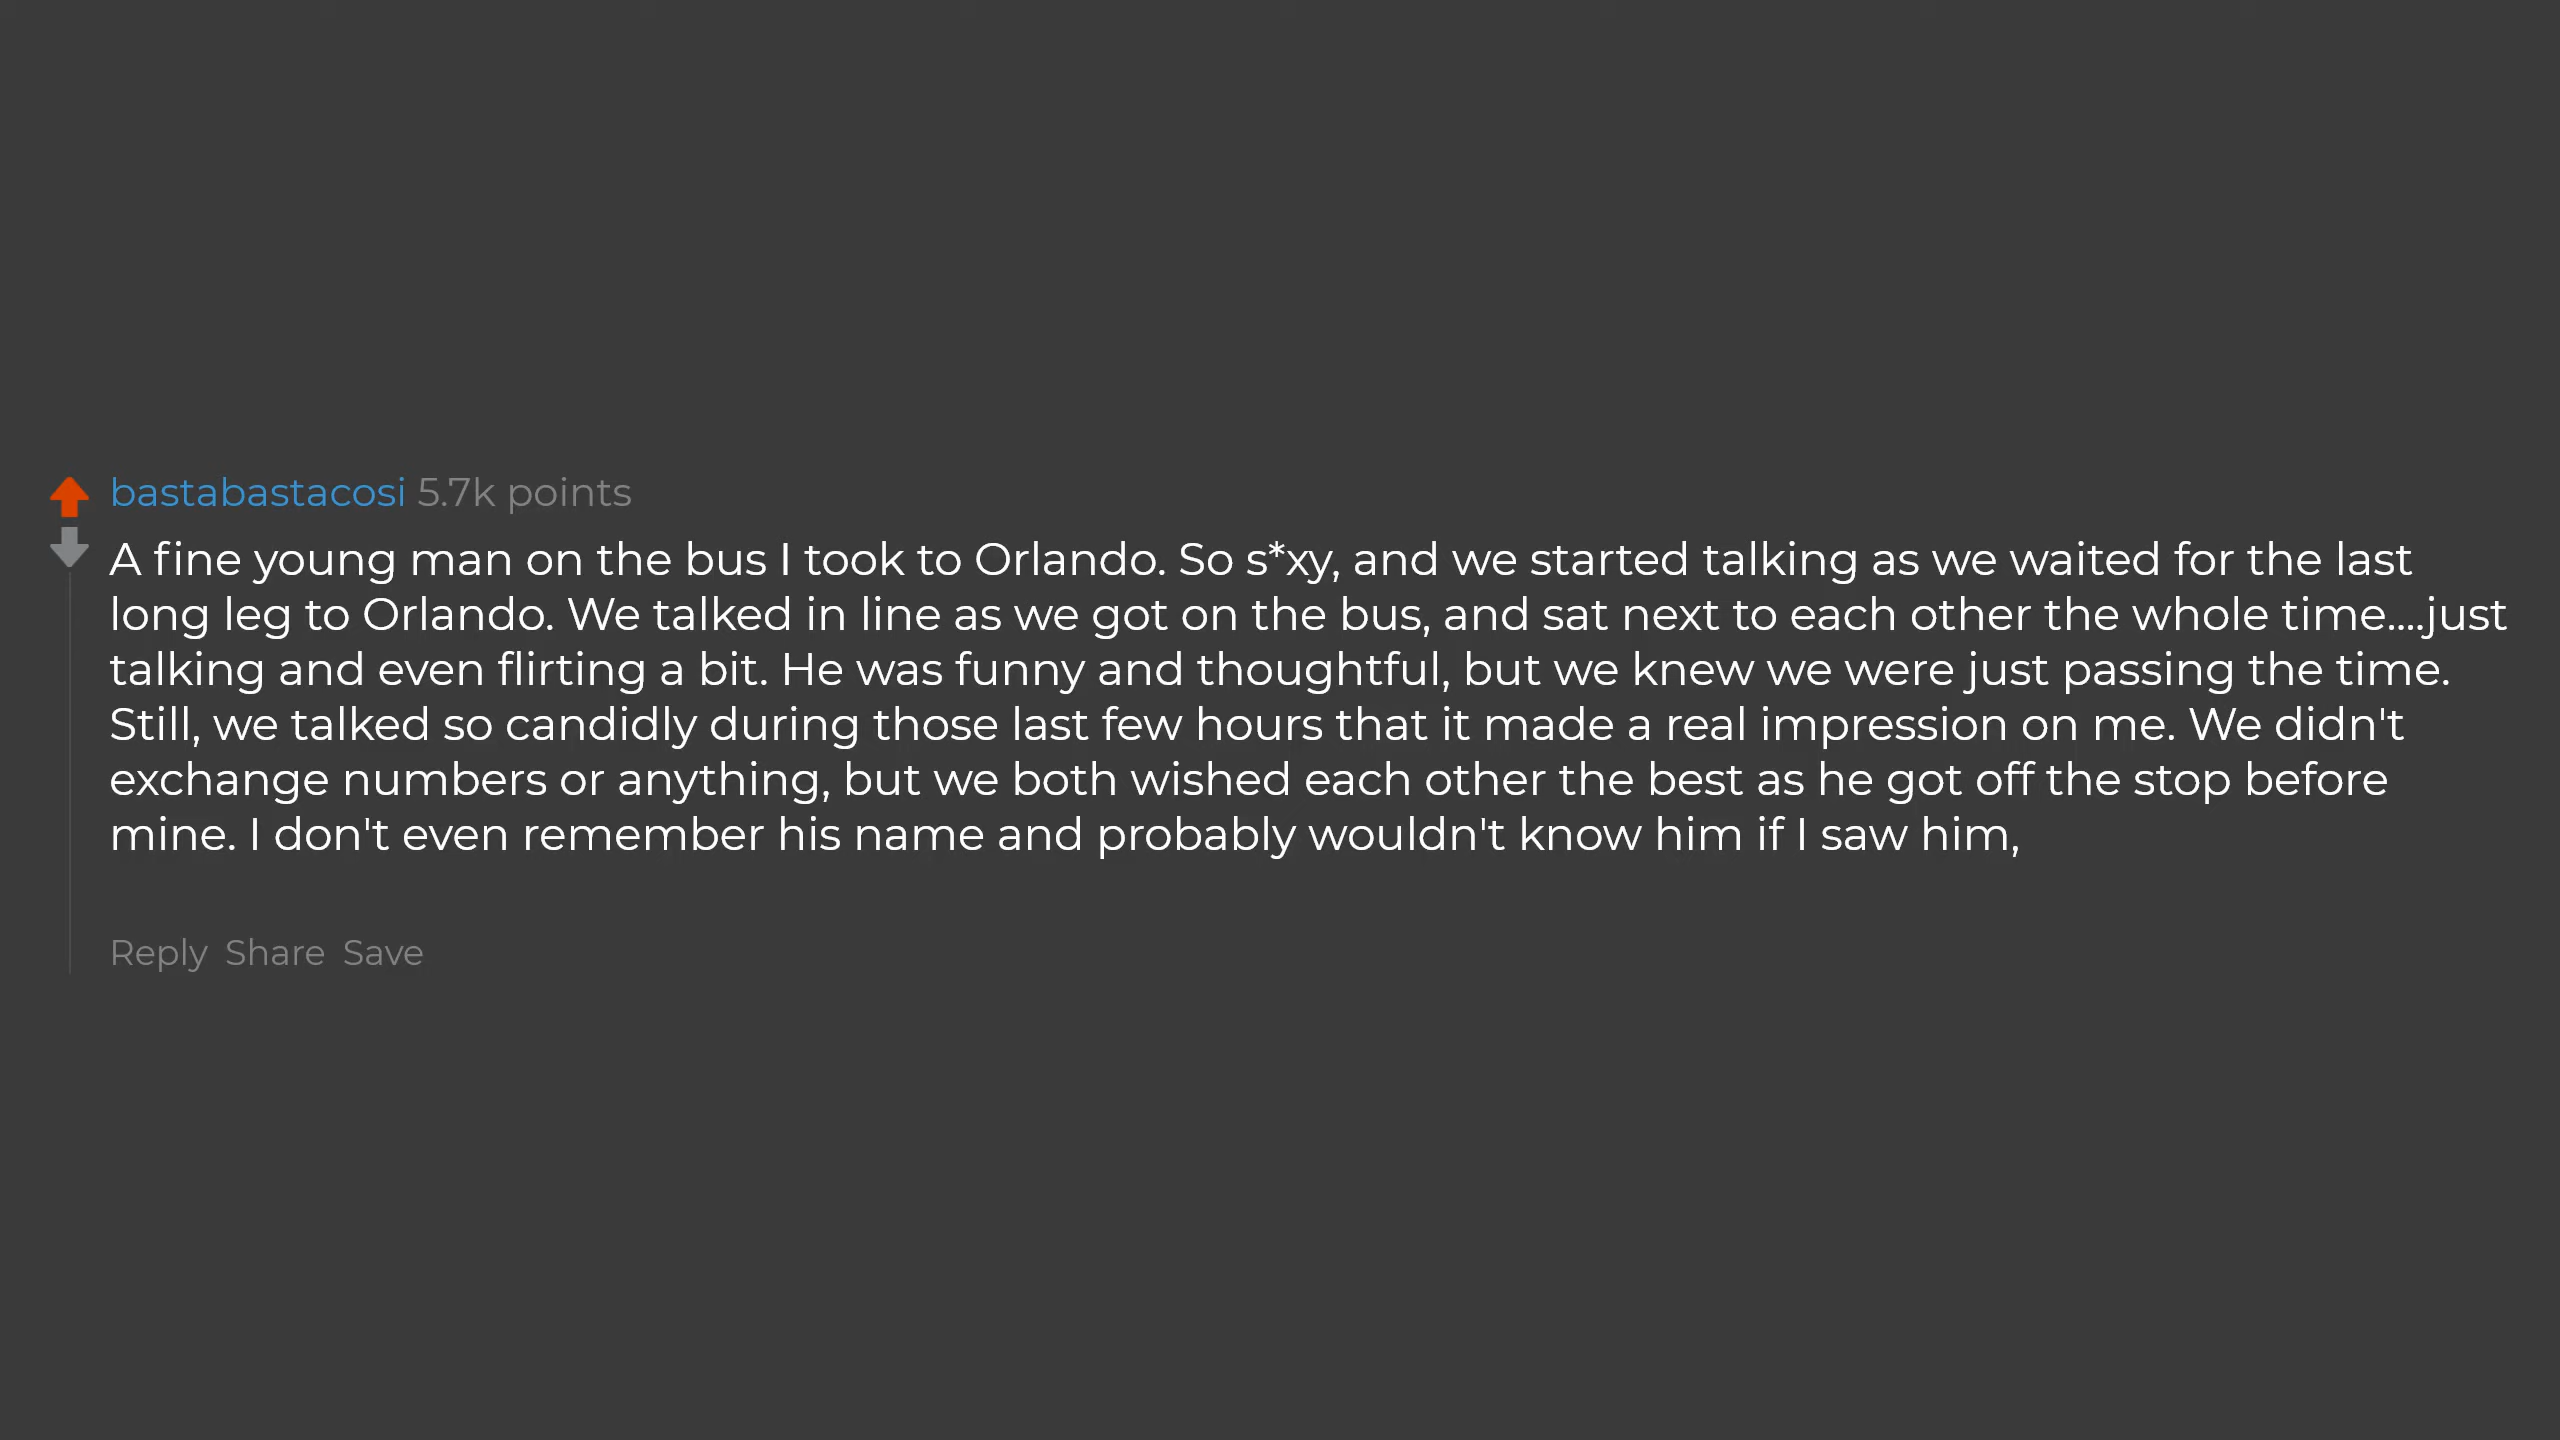 bastabastacosi 5.7k points
A fine young man on the bus I took to Orlando. So s*xy, and we started talking as we waited for the last
long leg to Orlando. We talked in line as we got on the bus, and sat next to each other the whole time....just
talking and even flirting a bit. He was funny and thoughtful, but we knew we were just passing the time.
Still, we talked so candidly during those last few hours that it made a real impression on me. We didn't
exchange numbers or anything, but we both wished each other the best as he got off the stop before
mine. I don't even remember his name and probably wouldn't know him if I saw him,
Reply Share Save